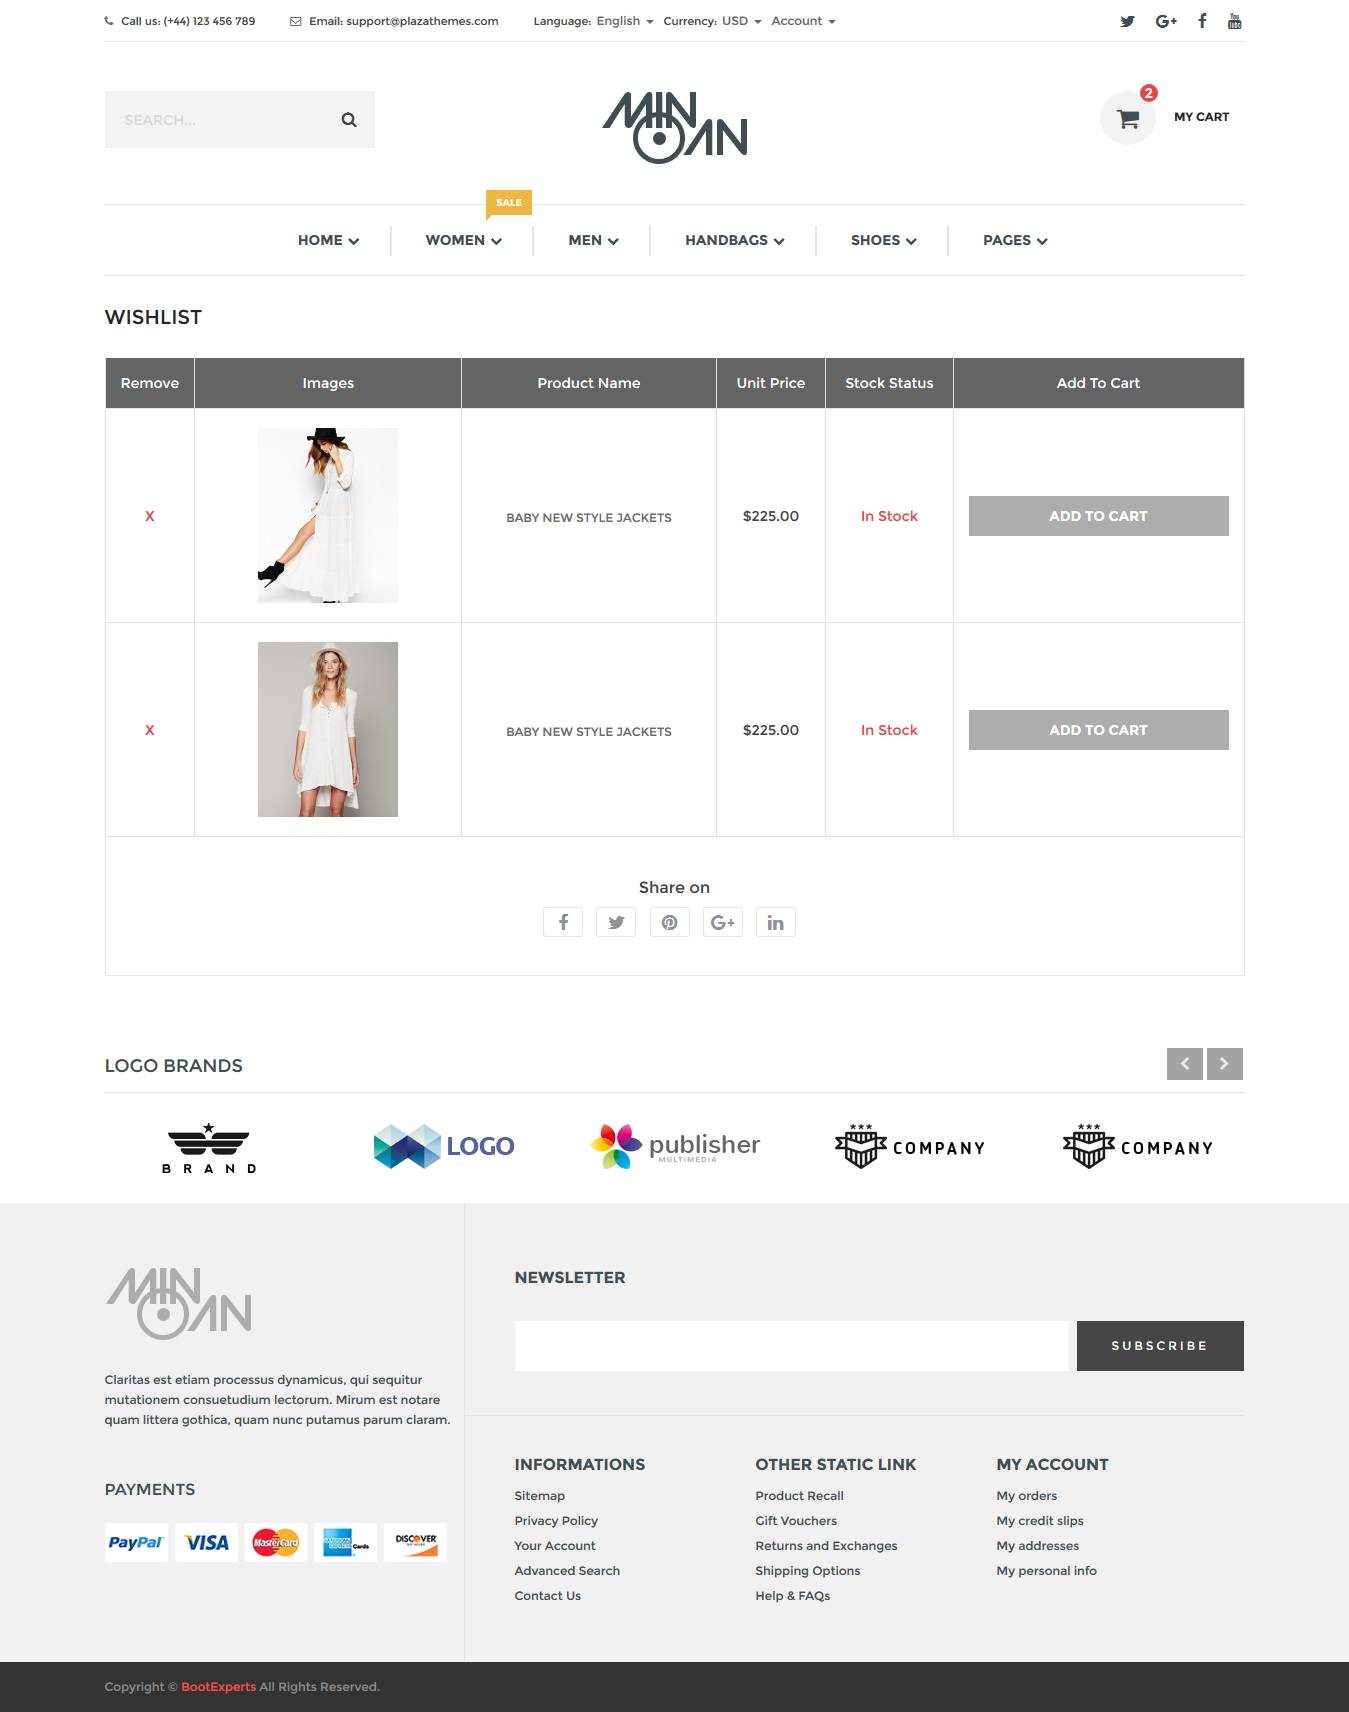 Call us: (+44) 123 456 789 Email: support@plazathemes.com Language: English Currency: USD Account
SEARCH...
MINOAN
2
MY CART
SALE
HOME WOMEN MEN HANDBAGS SHOES PAGES
WISHLIST
Remove Images Product Name Unit Price Stock Status Add To Cart
X BABY NEW STYLE JACKETS $225.00 In Stock ADD TO CART
X BABY NEW STYLE JACKETS $225.00 In Stock ADD TO CART
Share on
LOGO BRANDS
BRAND
LOGO
publisher
MULTIMEDIA
COMPANY
COMPANY
MINOAN
Claritas est etiam processus dynamicus, qui sequitur
mutationem consuetudium lectorum. Mirum est notare
quam littera gothica, quam nunc putamus parum claram.
PAYMENTS
PayPal VISA MasterCard AMERICAN EXPRESS Cards DISCOVER NETWORK
NEWSLETTER
SUBSCRIBE
INFORMATIONS
Sitemap
Privacy Policy
Your Account
Advanced Search
Contact Us
OTHER STATIC LINK
Product Recall
Gift Vouchers
Returns and Exchanges
Shipping Options
Help & FAQs
MY ACCOUNT
My orders
My credit slips
My addresses
My personal info
Copyright © BootExperts All Rights Reserved.